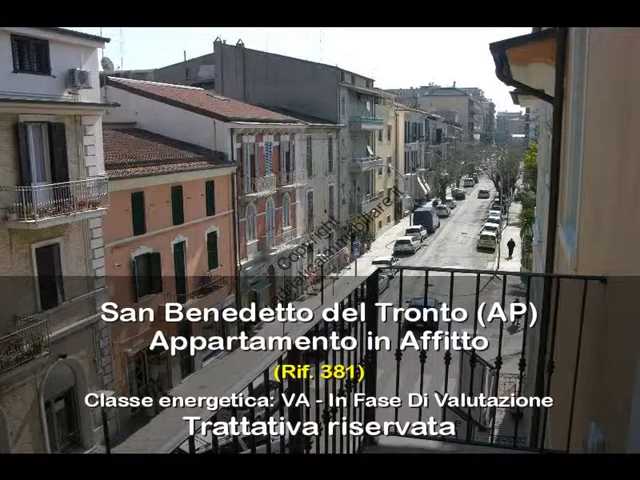 San Benedetto del Tronto (AP)
Appartamento in Affitto
(Rif. 381)
Classe energetica: VA - In Fase Di Valutazione
Trattativa riservata
© Copyright